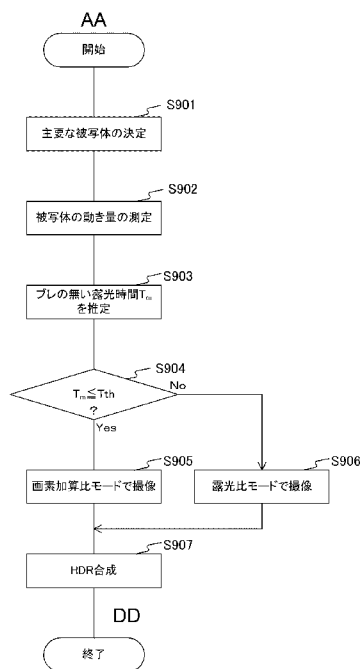 AA
開始
S901
主要な被写体の決定
S902
被写体の動き量の測定
S903
ブレの無い露光時間Tm
を推定
S904
Tm≦Tth
?
No
Yes
S905
画素加算比モードで撮像
S906
露光比モードで撮像
S907
HDR合成
DD
終了